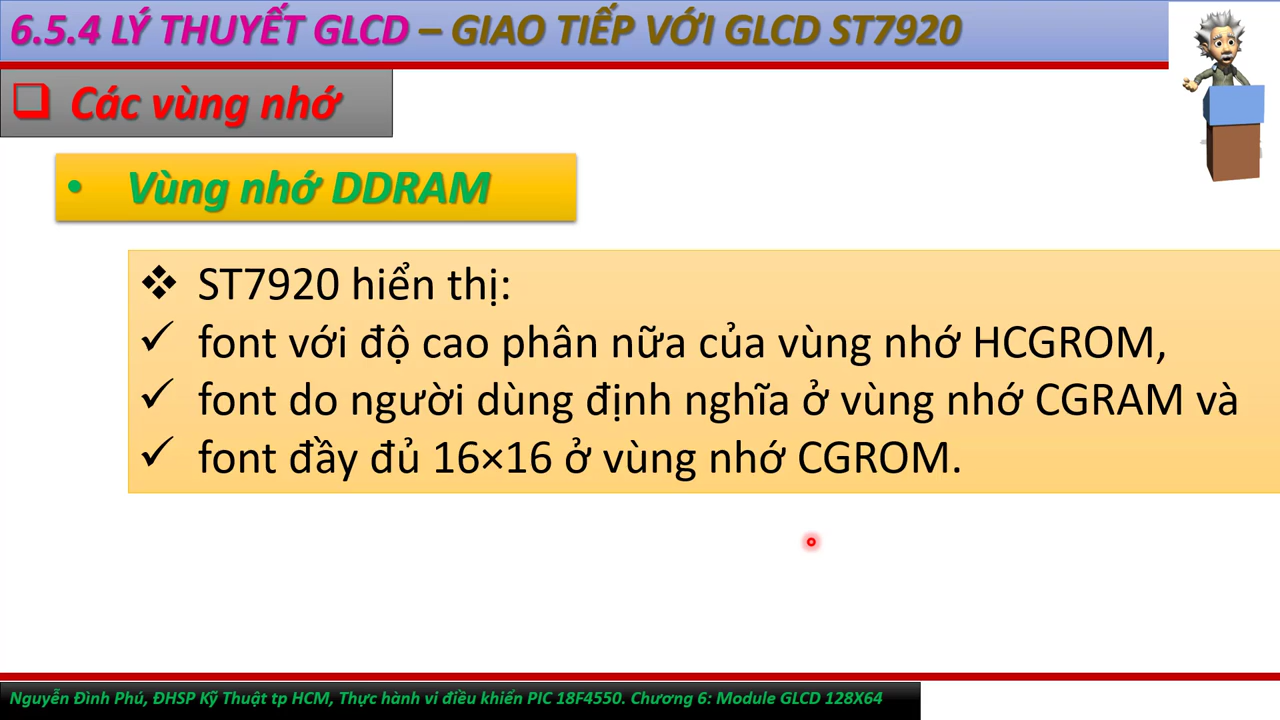 6.5.4 LÝ THUYẾT GLCD – GIAO TIẾP VỚI GLCD ST7920
❑ Các vùng nhớ
• Vùng nhớ DDRAM
❖ ST7920 hiển thị:
✓ font với độ cao phân nữa của vùng nhớ HCGROM,
✓ font do người dùng định nghĩa ở vùng nhớ CGRAM và
✓ font đầy đủ 16×16 ở vùng nhớ CGROM.
Nguyễn Đình Phú, ĐHSP Kỹ Thuật tp HCM, Thực hành vi điều khiển PIC 18F4550. Chương 6: Module GLCD 128X64